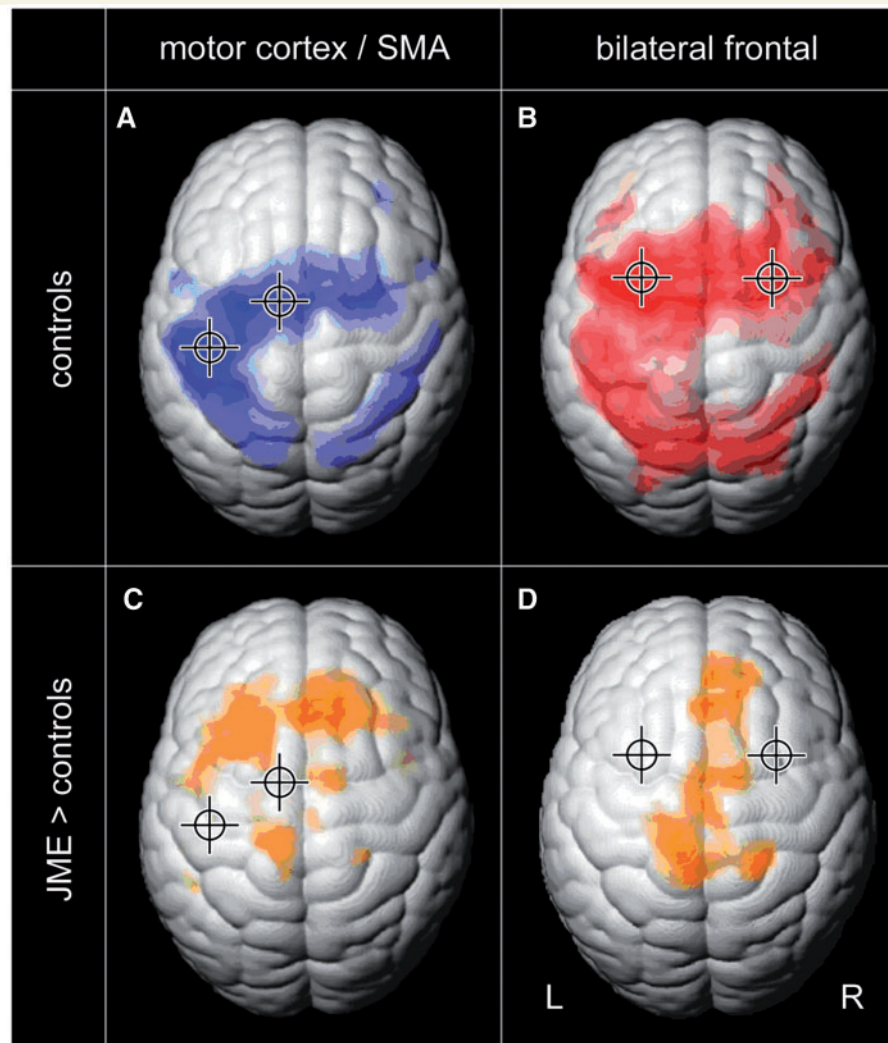 motor cortex / SMA
bilateral frontal
controls
A
B
JME > controls
C
D
L
R